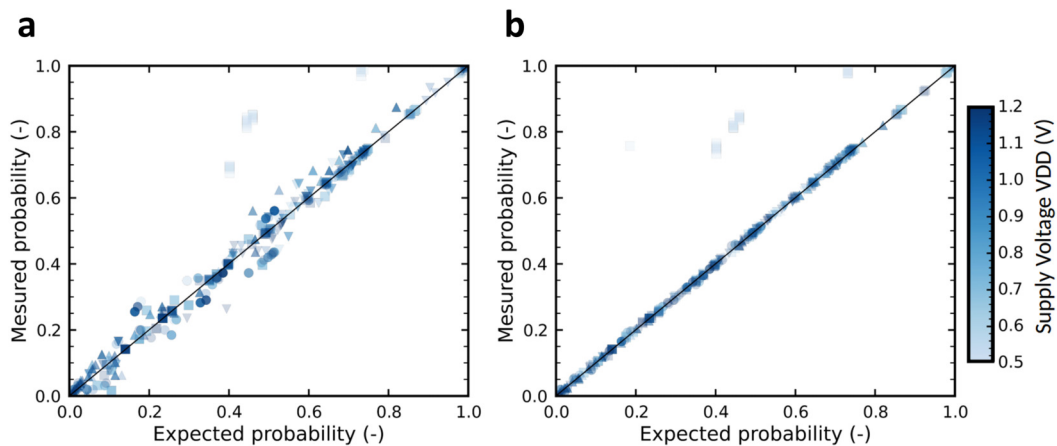 a
b
Mesured probability (-)
1.0
0.8
0.6
0.4
0.2
0.0
0.0 0.2 0.4 0.6 0.8 1.0
Expected probability (-)
Mesured probability (-)
1.0
0.8
0.6
0.4
0.2
0.0
0.0 0.2 0.4 0.6 0.8 1.0
Expected probability (-)
1.2
1.1
1.0
0.9
0.8
0.7
0.6
0.5
Supply Voltage VDD (V)